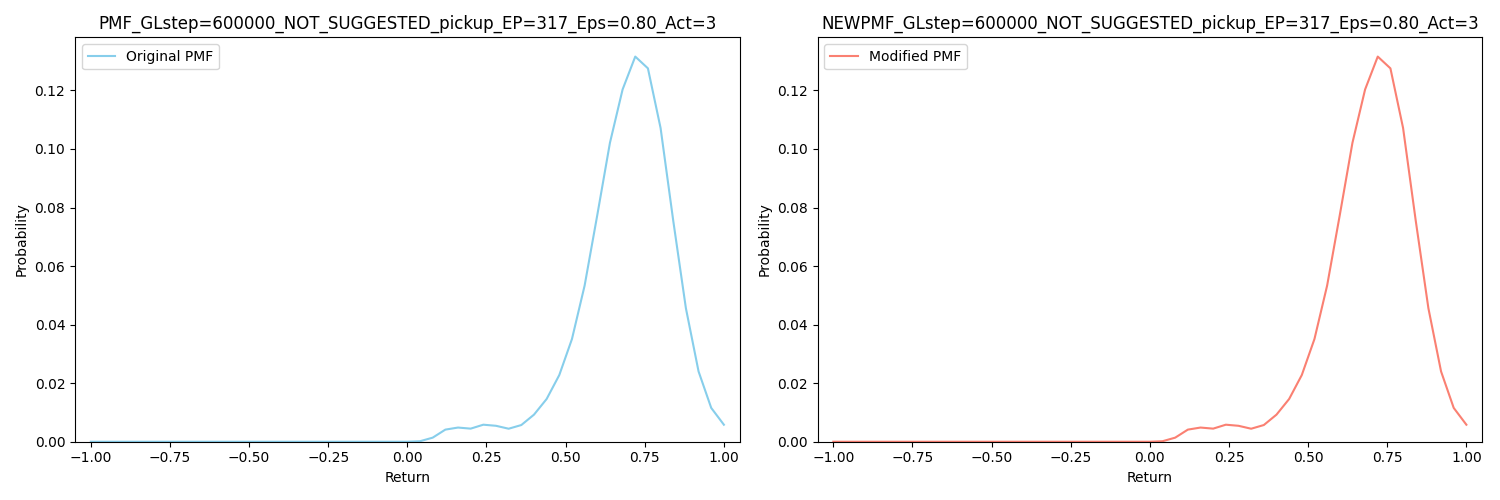 PMF_GLstep=600000_NOT_SUGGESTED_pickup_EP=317_Eps=0.80_Act=3
Original PMF
Probability
0.12
0.10
0.08
0.06
0.04
0.02
0.00
−1.00 −0.75 −0.50 −0.25 0.00 0.25 0.50 0.75 1.00
Return
NEWPMF_GLstep=600000_NOT_SUGGESTED_pickup_EP=317_Eps=0.80_Act=3
Modified PMF
Probability
0.12
0.10
0.08
0.06
0.04
0.02
0.00
−1.00 −0.75 −0.50 −0.25 0.00 0.25 0.50 0.75 1.00
Return